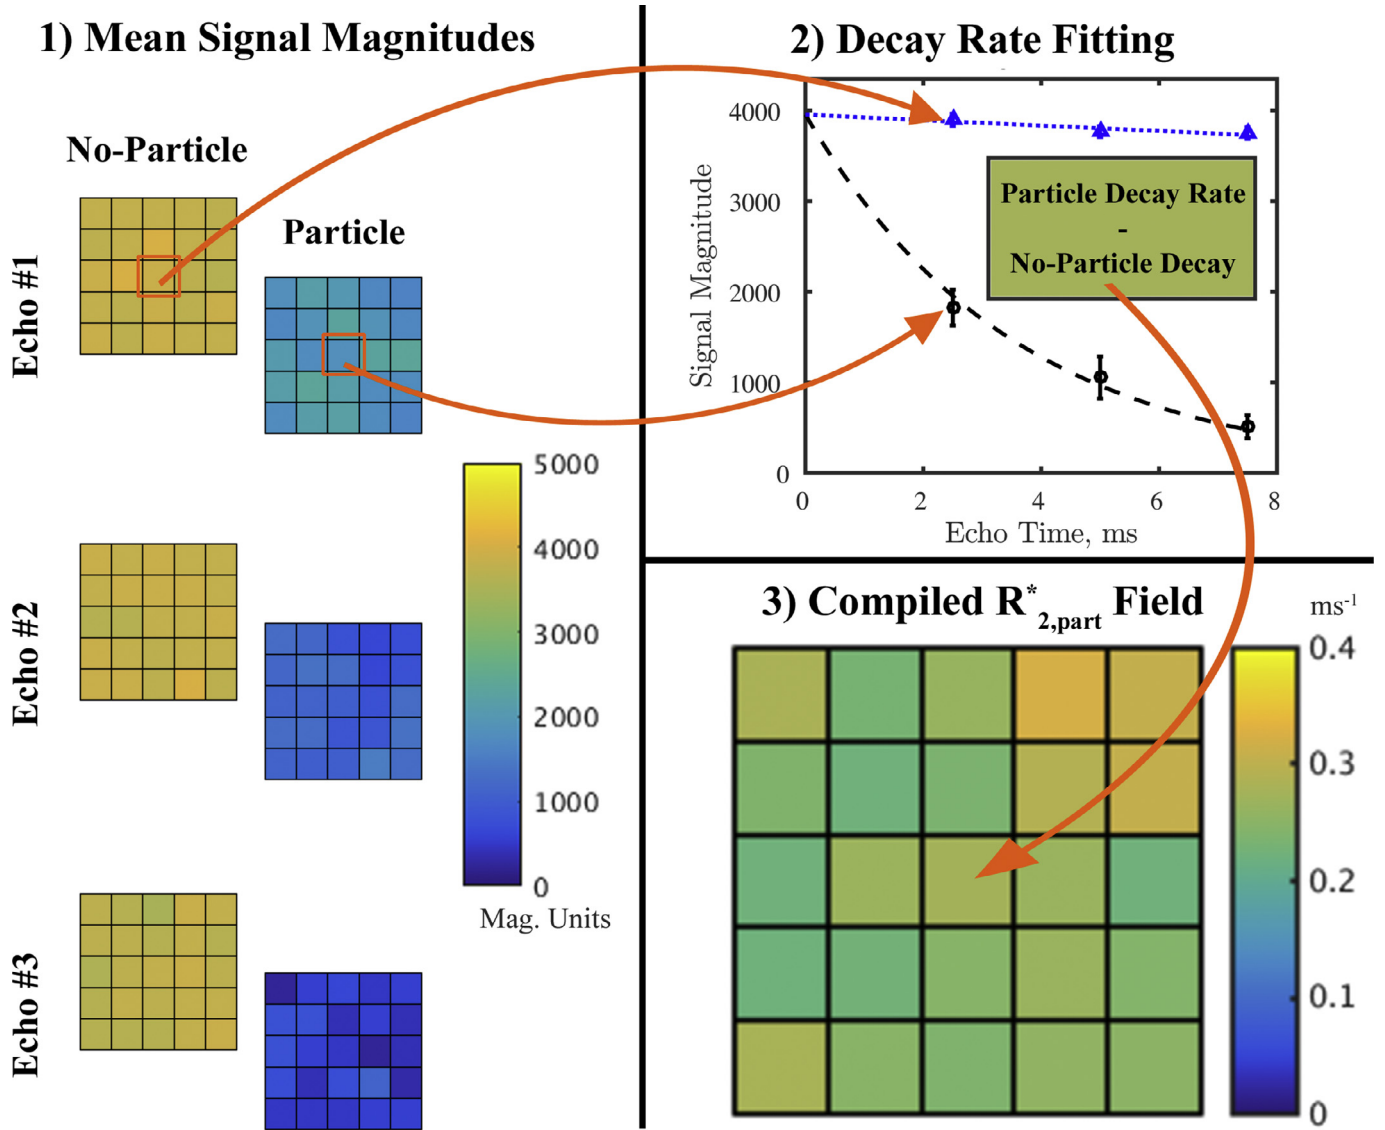 1) Mean Signal Magnitudes
No-Particle
Particle
Echo #1
Echo #2
Echo #3
5000
4000
3000
2000
1000
0
Mag. Units
2) Decay Rate Fitting
Signal Magnitude
4000
3000
2000
1000
0
Particle Decay Rate
-
No-Particle Decay
0 2 4 6 8
Echo Time, ms
3) Compiled R*2,part Field
ms-1
0.4
0.3
0.2
0.1
0